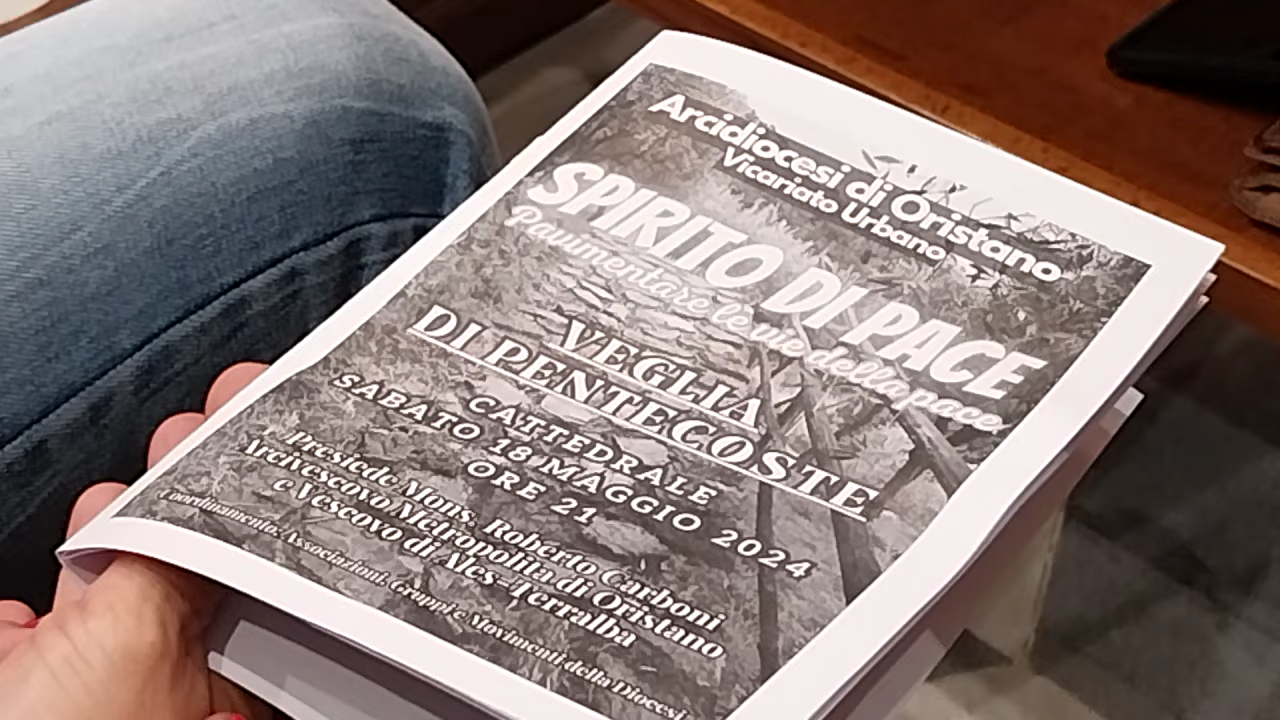 Arcidiocesi di Oristano
Vicariato Urbano
SPIRITO DI PACE
Pavimentare le vie della pace
VEGLIA
DI PENTECOSTE
CATTEDRALE
SABATO 18 MAGGIO 2024
ORE 21
Presiede Mons. Roberto Carboni
Arcivescovo Metropolita di Oristano
e Vescovo di Ales-Terralba
Coordinamento: Associazioni, Gruppi e Movimenti della Diocesi